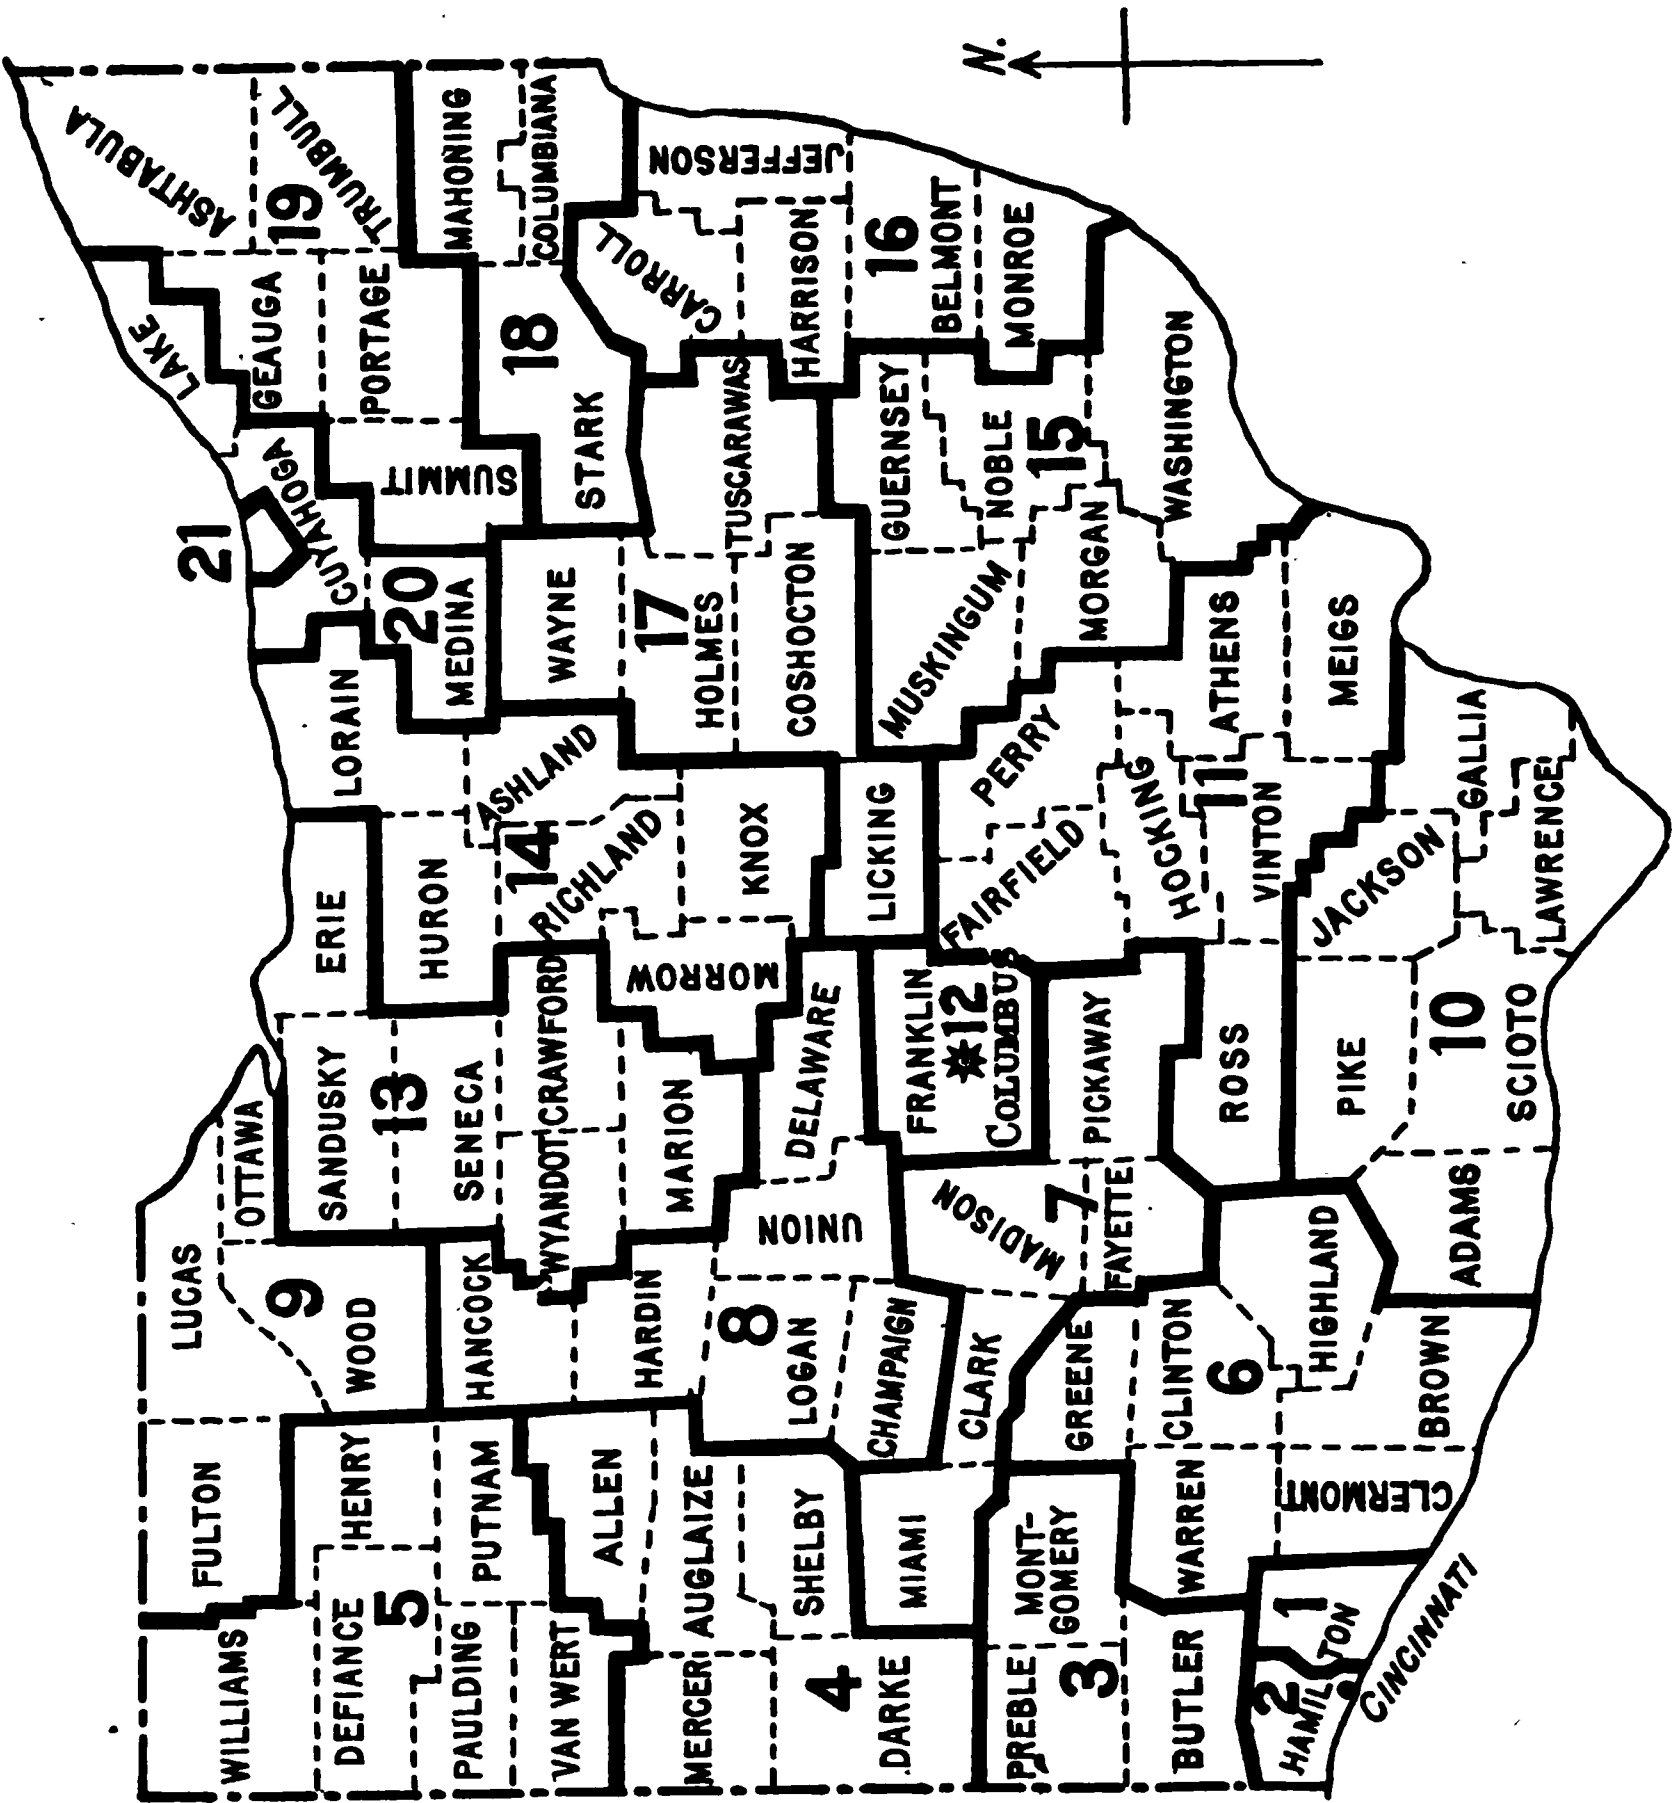 N.
WILLIAMS
FULTON
LUCAS
OTTAWA
DEFIANCE
HENRY
WOOD
SANDUSKY
ERIE
LORAIN
CUYAHOGA
LAKE
GEAUGA
ASHTABULA
TRUMBULL
PAULDING
PUTNAM
HANCOCK
SENECA
HURON
MEDINA
SUMMIT
PORTAGE
MAHONING
VAN WERT
ALLEN
HARDIN
WYANDOT
CRAWFORD
RICHLAND
ASHLAND
WAYNE
STARK
COLUMBIANA
MERCER
AUGLAIZE
LOGAN
UNION
MARION
MORROW
KNOX
HOLMES
TUSCARAWAS
CARROLL
JEFFERSON
DARKE
SHELBY
CHAMPAIGN
DELAWARE
LICKING
COSHOCTON
HARRISON
MIAMI
CLARK
MADISON
FRANKLIN
COLUMBUS
FAIRFIELD
PERRY
MUSKINGUM
GUERNSEY
BELMONT
PREBLE
MONT-
GOMERY
GREENE
FAYETTE
PICKAWAY
HOCKING
MORGAN
NOBLE
MONROE
BUTLER
WARREN
CLINTON
ROSS
VINTON
ATHENS
WASHINGTON
HAMIL
TON
CINCINNATI
CLERMONT
BROWN
HIGHLAND
ADAMS
PIKE
SCIOTO
JACKSON
LAWRENCE
GALLIA
MEIGS
1
2
3
4
5
6
7
8
9
10
11
*12
13
14
15
16
17
18
19
20
21